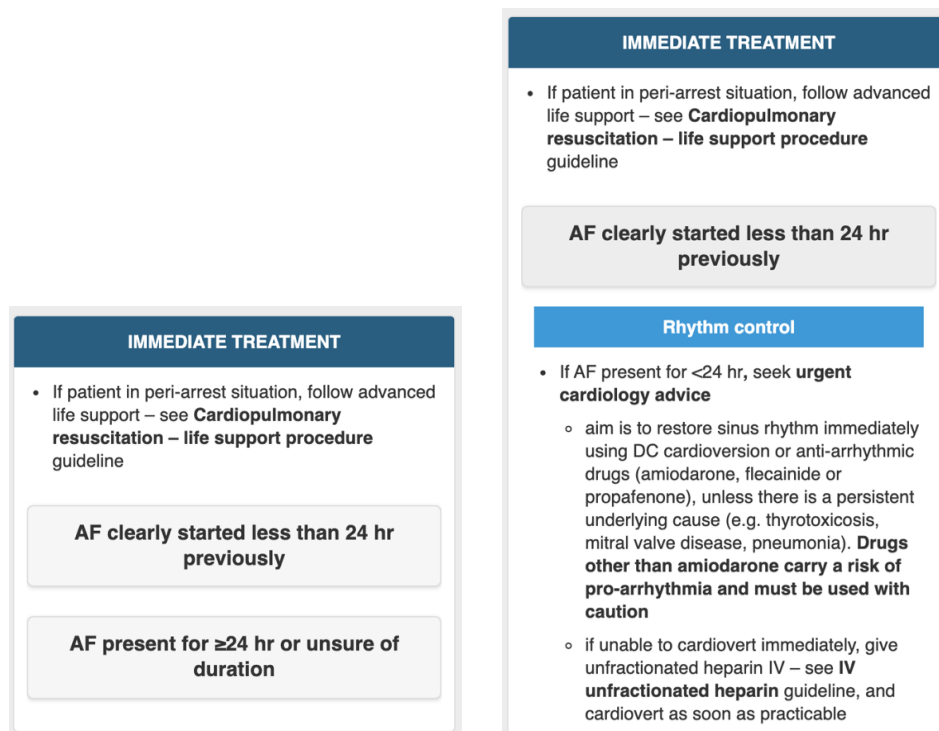 IMMEDIATE TREATMENT
• If patient in peri-arrest situation, follow advanced
life support – see Cardiopulmonary
resuscitation – life support procedure
guideline
AF clearly started less than 24 hr
previously
AF present for ≥24 hr or unsure of
duration
IMMEDIATE TREATMENT
• If patient in peri-arrest situation, follow advanced
life support – see Cardiopulmonary
resuscitation – life support procedure
guideline
AF clearly started less than 24 hr
previously
Rhythm control
• If AF present for <24 hr, seek urgent
cardiology advice
◦ aim is to restore sinus rhythm immediately
using DC cardioversion or anti-arrhythmic
drugs (amiodarone, flecainide or
propafenone), unless there is a persistent
underlying cause (e.g. thyrotoxicosis,
mitral valve disease, pneumonia). Drugs
other than amiodarone carry a risk of
pro-arrhythmia and must be used with
caution
◦ if unable to cardiovert immediately, give
unfractionated heparin IV – see IV
unfractionated heparin guideline, and
cardiovert as soon as practicable